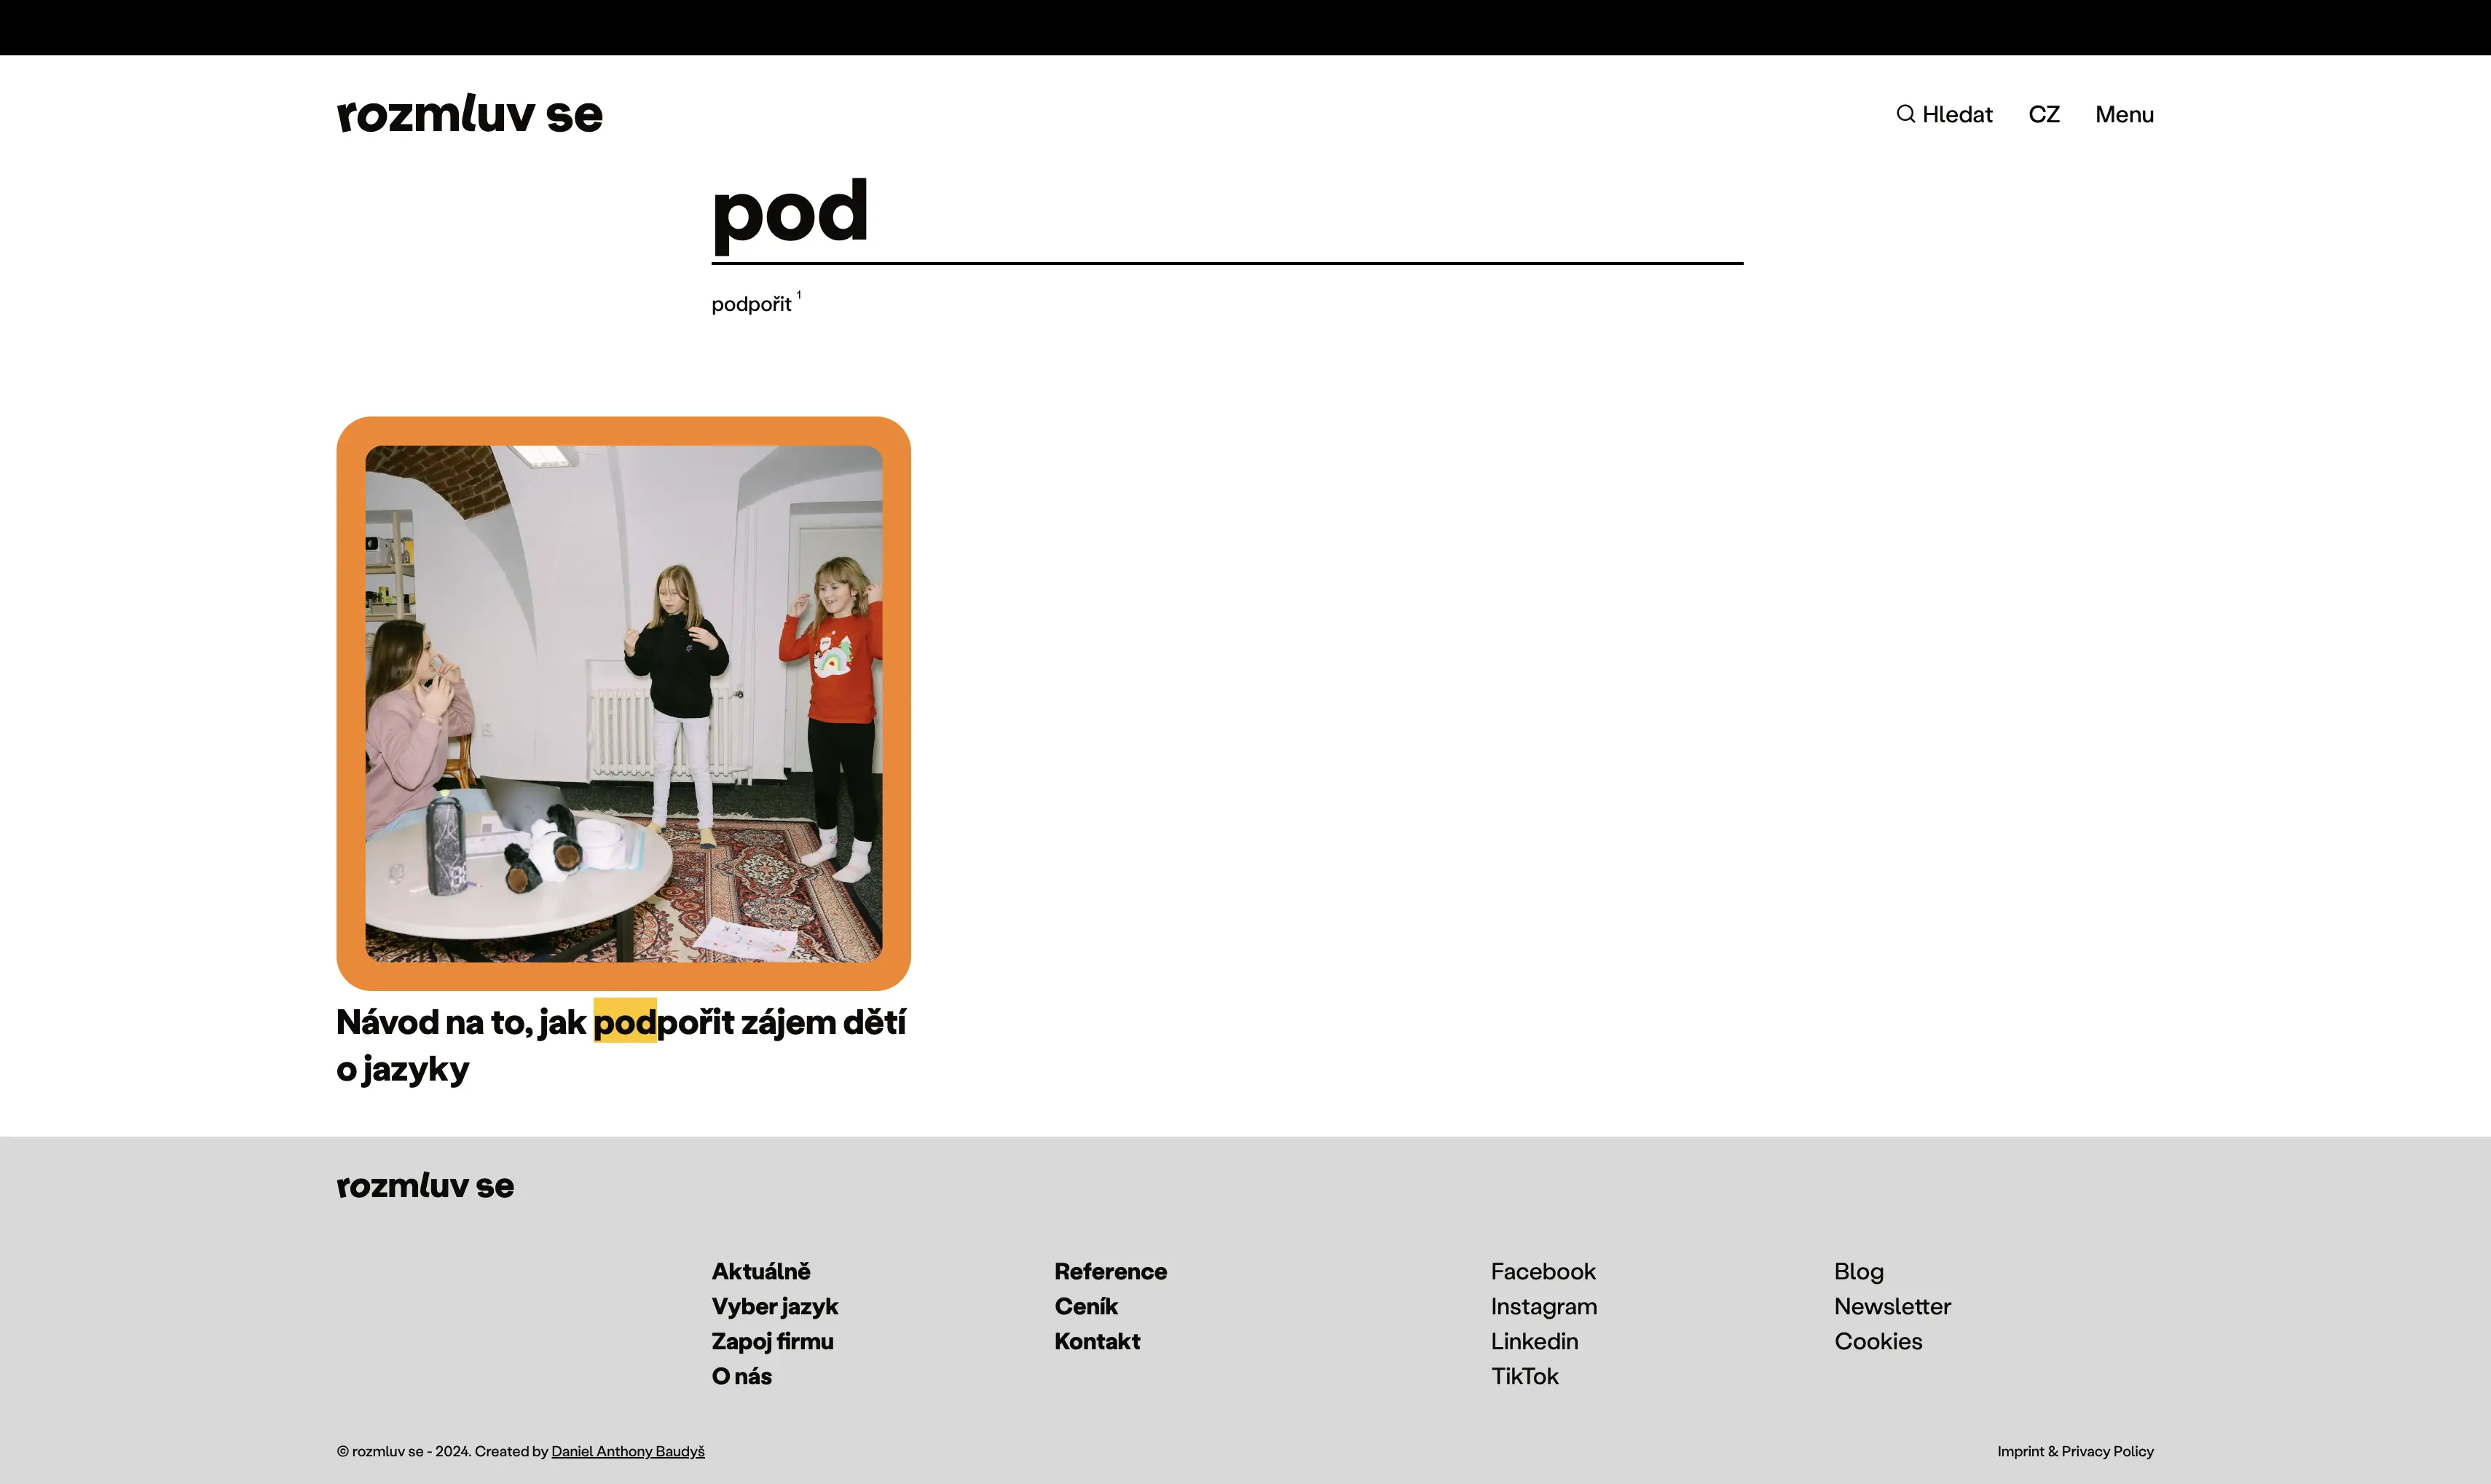 rozmluv se
Hledat CZ Menu
pod
podpořit 1
Návod na to, jak podpořit zájem dětí
o jazyky
rozmluv se
Aktuálně
Vyber jazyk
Zapoj firmu
O nás
Reference
Ceník
Kontakt
Facebook
Instagram
Linkedin
TikTok
Blog
Newsletter
Cookies
© rozmluv se - 2024. Created by Daniel Anthony Baudyš
Imprint & Privacy Policy